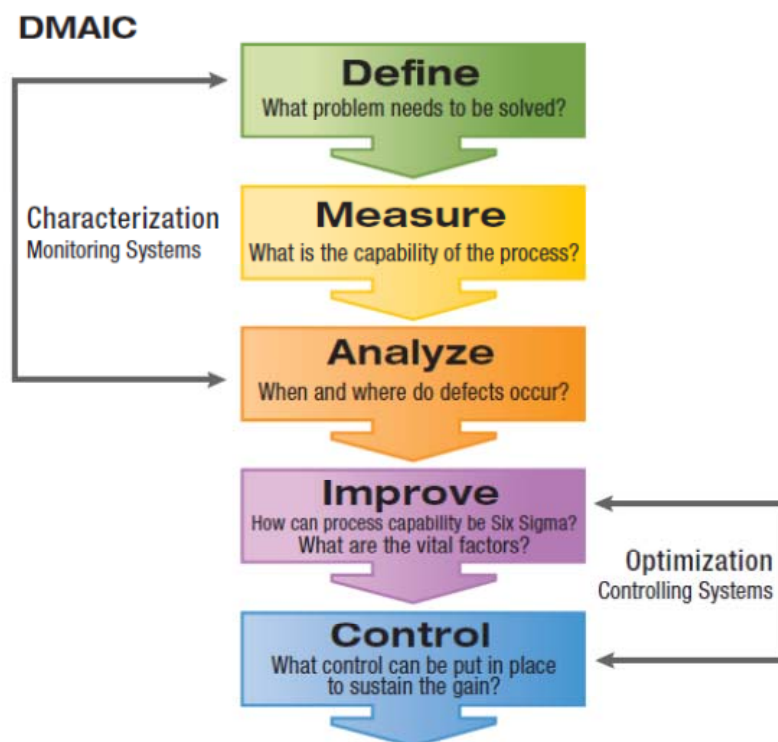 DMAIC
Define
What problem needs to be solved?
Characterization
Monitoring Systems
Measure
What is the capability of the process?
Analyze
When and where do defects occur?
Improve
How can process capability be Six Sigma?
What are the vital factors?
Optimization
Controlling Systems
Control
What control can be put in place
to sustain the gain?